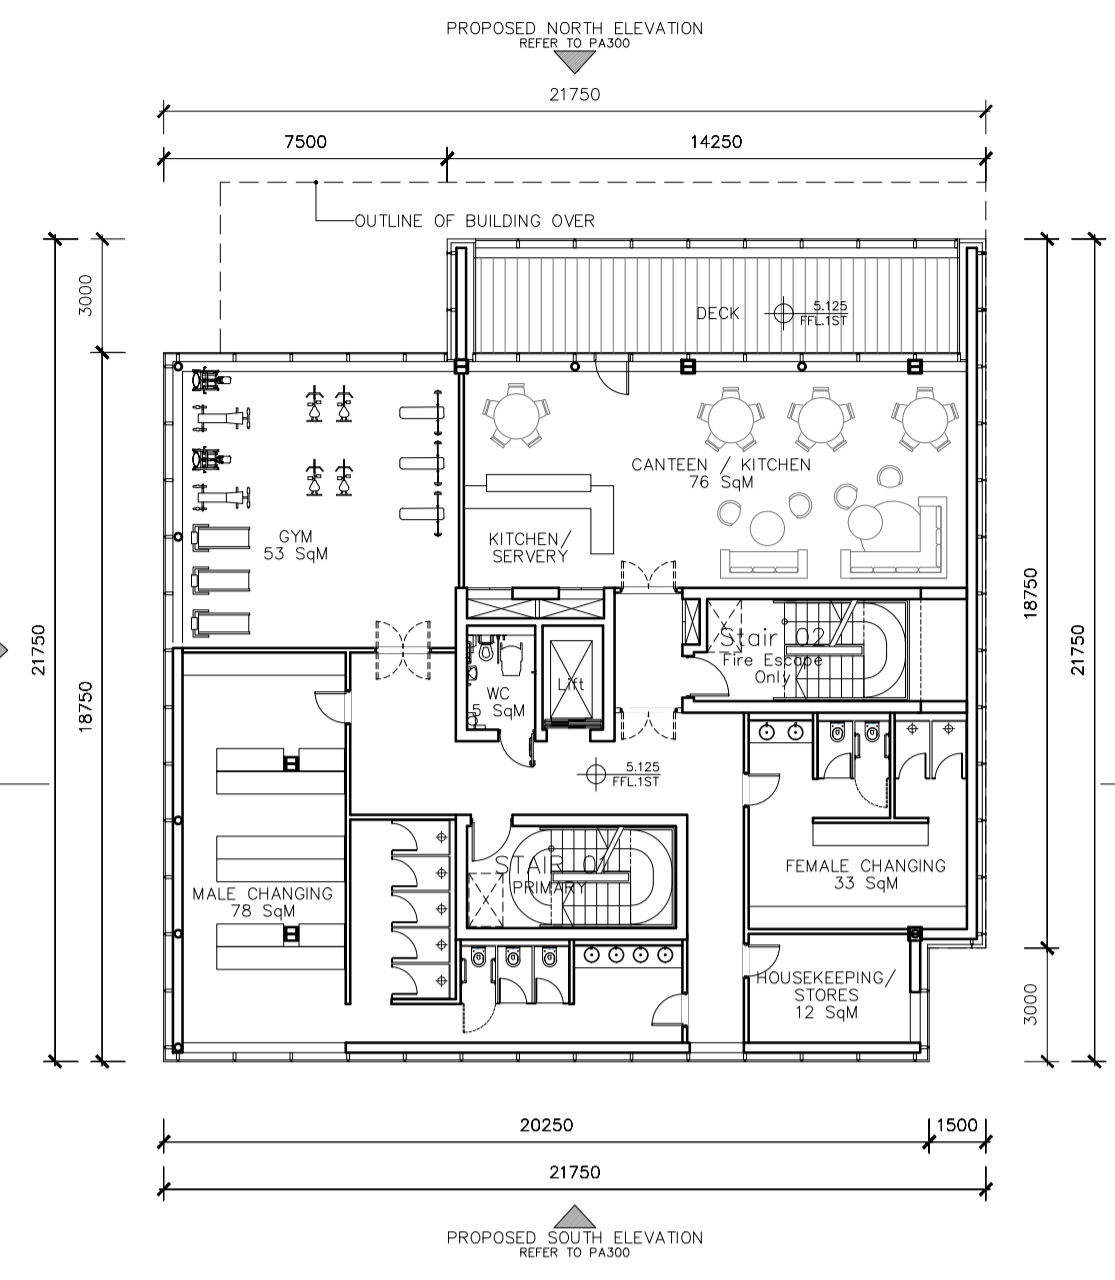 PROPOSED NORTH ELEVATION
REFER TO PA300
21750
7500
14250
OUTLINE OF BUILDING OVER
3000
DECK
5.125
FFL.1ST
CANTEEN / KITCHEN
76 SqM
GYM
53 SqM
KITCHEN/
SERVERY
21750
18750
18750
21750
Stair 02
Fire Escape
Only
WC
5 SqM
Lift
5.125
FFL.1ST
STAIR 01
PRIMARY
MALE CHANGING
78 SqM
FEMALE CHANGING
33 SqM
HOUSEKEEPING/
STORES
12 SqM
3000
20250
1500
21750
PROPOSED SOUTH ELEVATION
REFER TO PA300